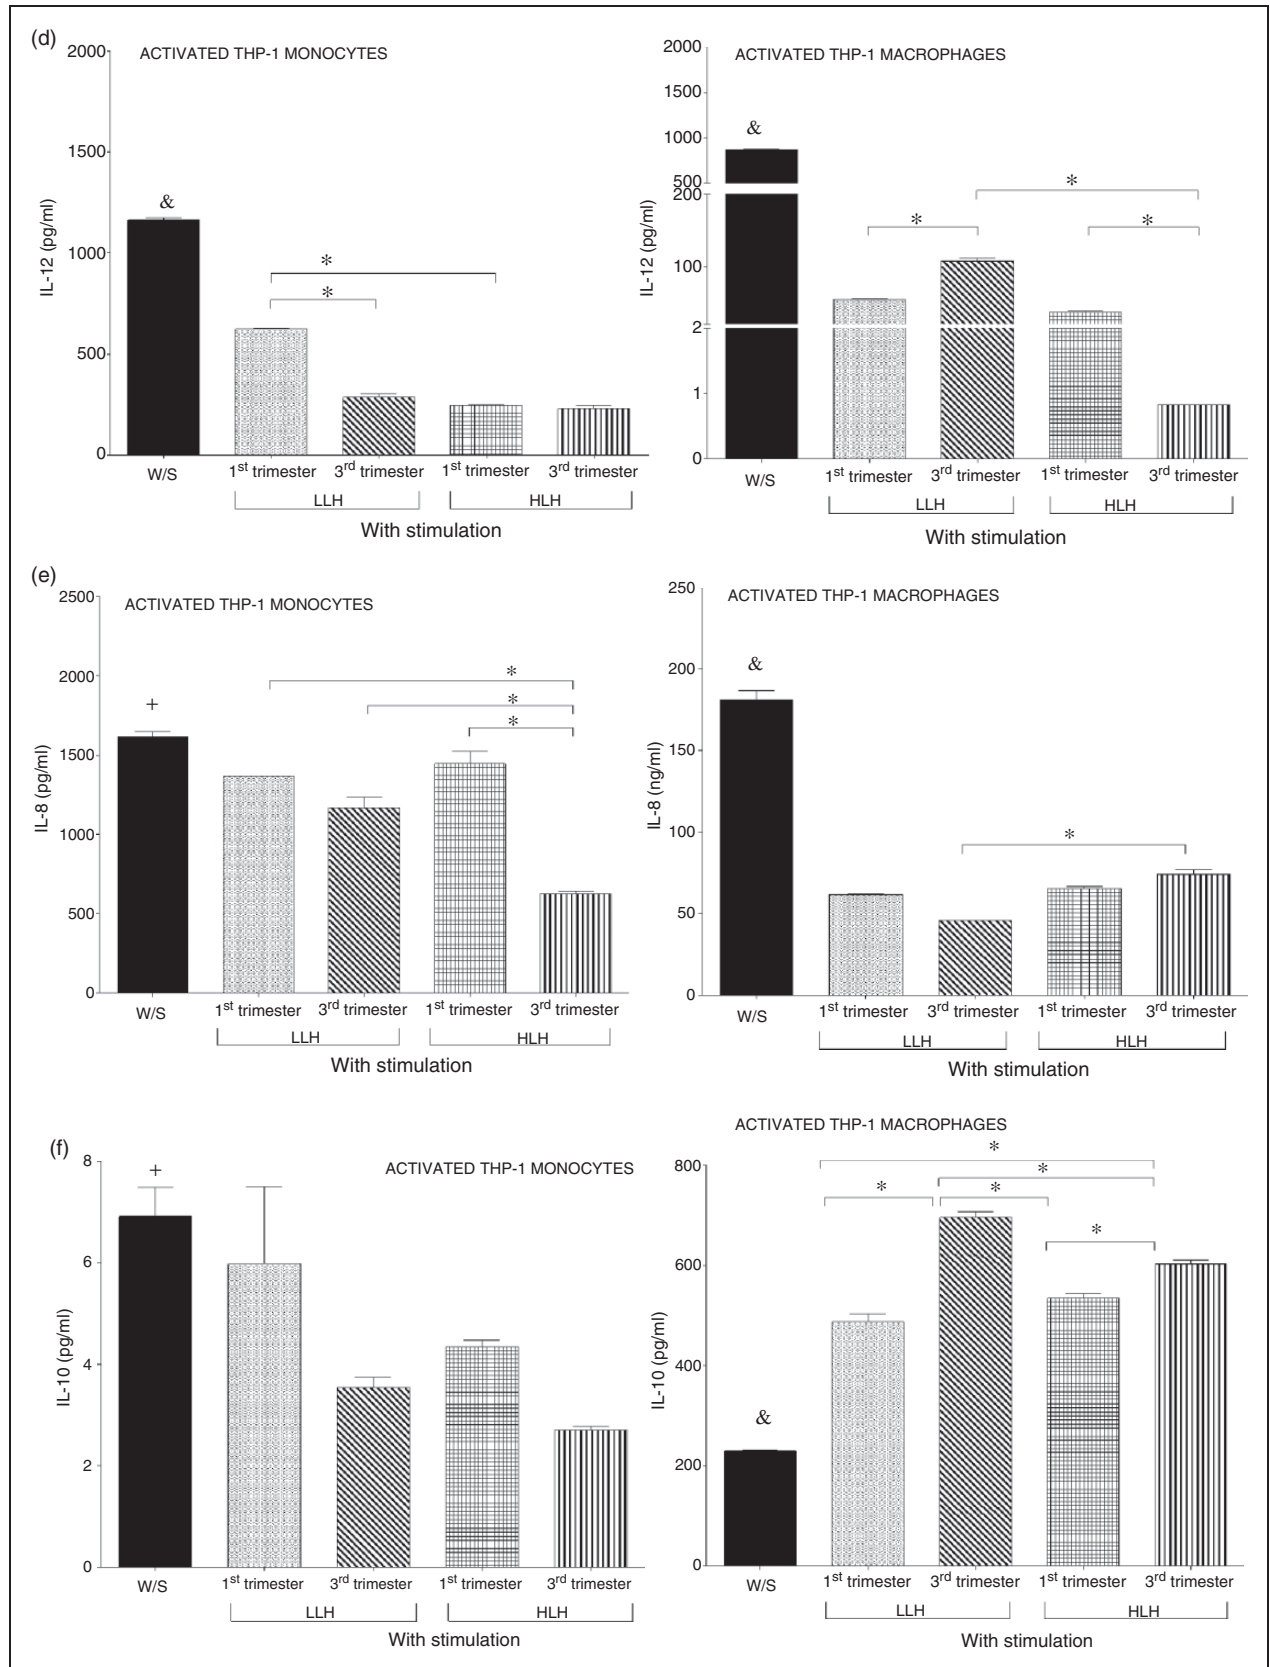 (d)
ACTIVATED THP-1 MONOCYTES
2000
1500
1000
500
0
IL-12 (pg/ml)
&
*
*
W/S
1st trimester 3rd trimester 1st trimester 3rd trimester
LLH HLH
With stimulation
ACTIVATED THP-1 MACROPHAGES
2000
1500
1000
500
200
100
2
1
0
IL-12 (pg/ml)
&
*
*
*
W/S
1st trimester 3rd trimester 1st trimester 3rd trimester
LLH HLH
With stimulation
(e)
ACTIVATED THP-1 MONOCYTES
2500
2000
1500
1000
500
0
IL-8 (pg/ml)
+
*
*
*
W/S
1st trimester 3rd trimester 1st trimester 3rd trimester
LLH HLH
With stimulation
ACTIVATED THP-1 MACROPHAGES
250
200
150
100
50
0
IL-8 (ng/ml)
&
*
W/S
1st trimester 3rd trimester 1st trimester 3rd trimester
LLH HLH
With stimulation
(f)
ACTIVATED THP-1 MONOCYTES
8
6
4
2
0
IL-10 (pg/ml)
+
W/S
1st trimester 3rd trimester 1st trimester 3rd trimester
LLH HLH
With stimulation
ACTIVATED THP-1 MACROPHAGES
800
600
400
200
0
IL-10 (pg/ml)
&
*
*
* *
*
W/S
1st trimester 3rd trimester 1st trimester 3rd trimester
LLH HLH
With stimulation